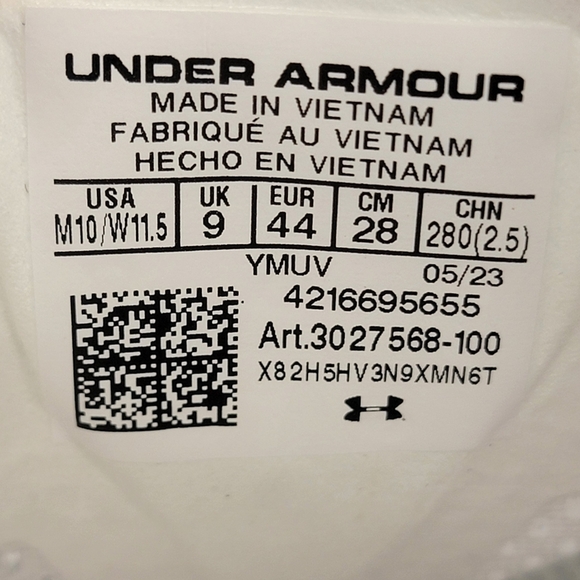 UNDER ARMOUR
MADE IN VIETNAM
FABRIQUÉ AU VIETNAM
HECHO EN VIETNAM
USA UK EUR CM CHN
M10/W11.5 9 44 28 280(2.5)
YMUV 05/23
4216695655
Art.3027568-100
X82H5HV3N9XMN6T